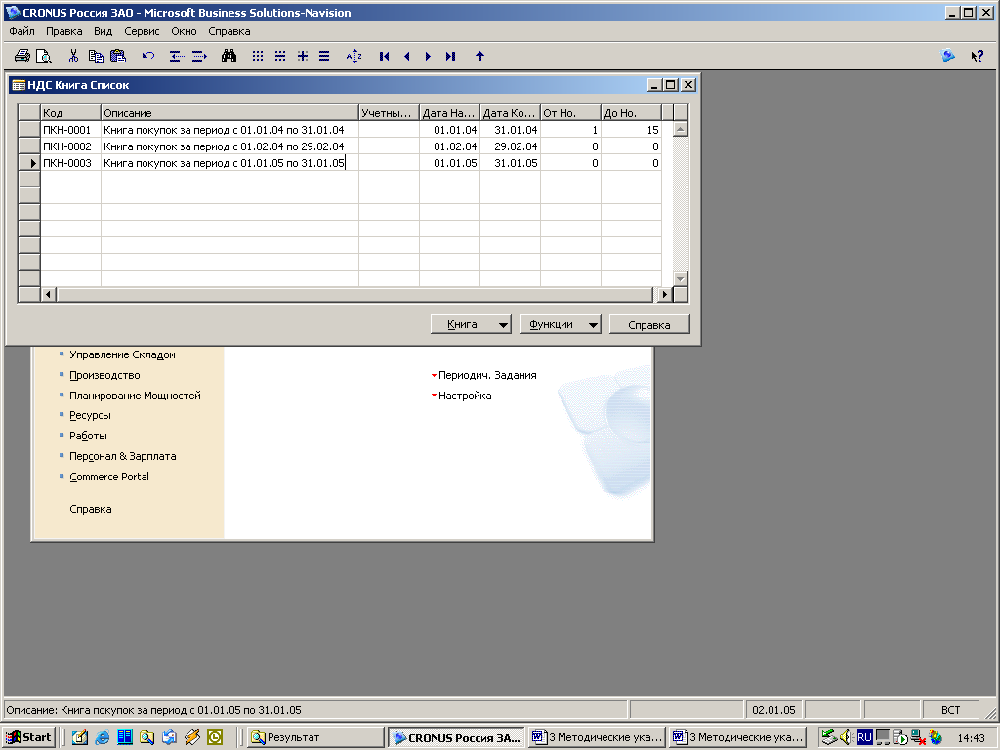 CRONUS Россия ЗАО - Microsoft Business Solutions-Navision
Файл Правка Вид Сервис Окно Справка
НДС Книга Список
Код Описание Учетны... Дата На... Дата Ко... От Но. До Но.
ПКН-0001 Книга покупок за период с 01.01.04 по 31.01.04 01.01.04 31.01.04 1 15
ПКН-0002 Книга покупок за период с 01.02.04 по 29.02.04 01.02.04 29.02.04 0 0
ПКН-0003 Книга покупок за период с 01.01.05 по 31.01.05 01.01.05 31.01.05 0 0
Книга Функции Справка
Управление Складом
Производство Периодич. Задания
Планирование Мощностей Настройка
Ресурсы
Работы
Персонал & Зарплата
Commerce Portal
Справка
Описание: Книга покупок за период с 01.01.05 по 31.01.05 02.01.05 ВСТ
Start Результат CRONUS Россия ЗА... 3 Методические ука... 3 Методические ука... RU 14:43